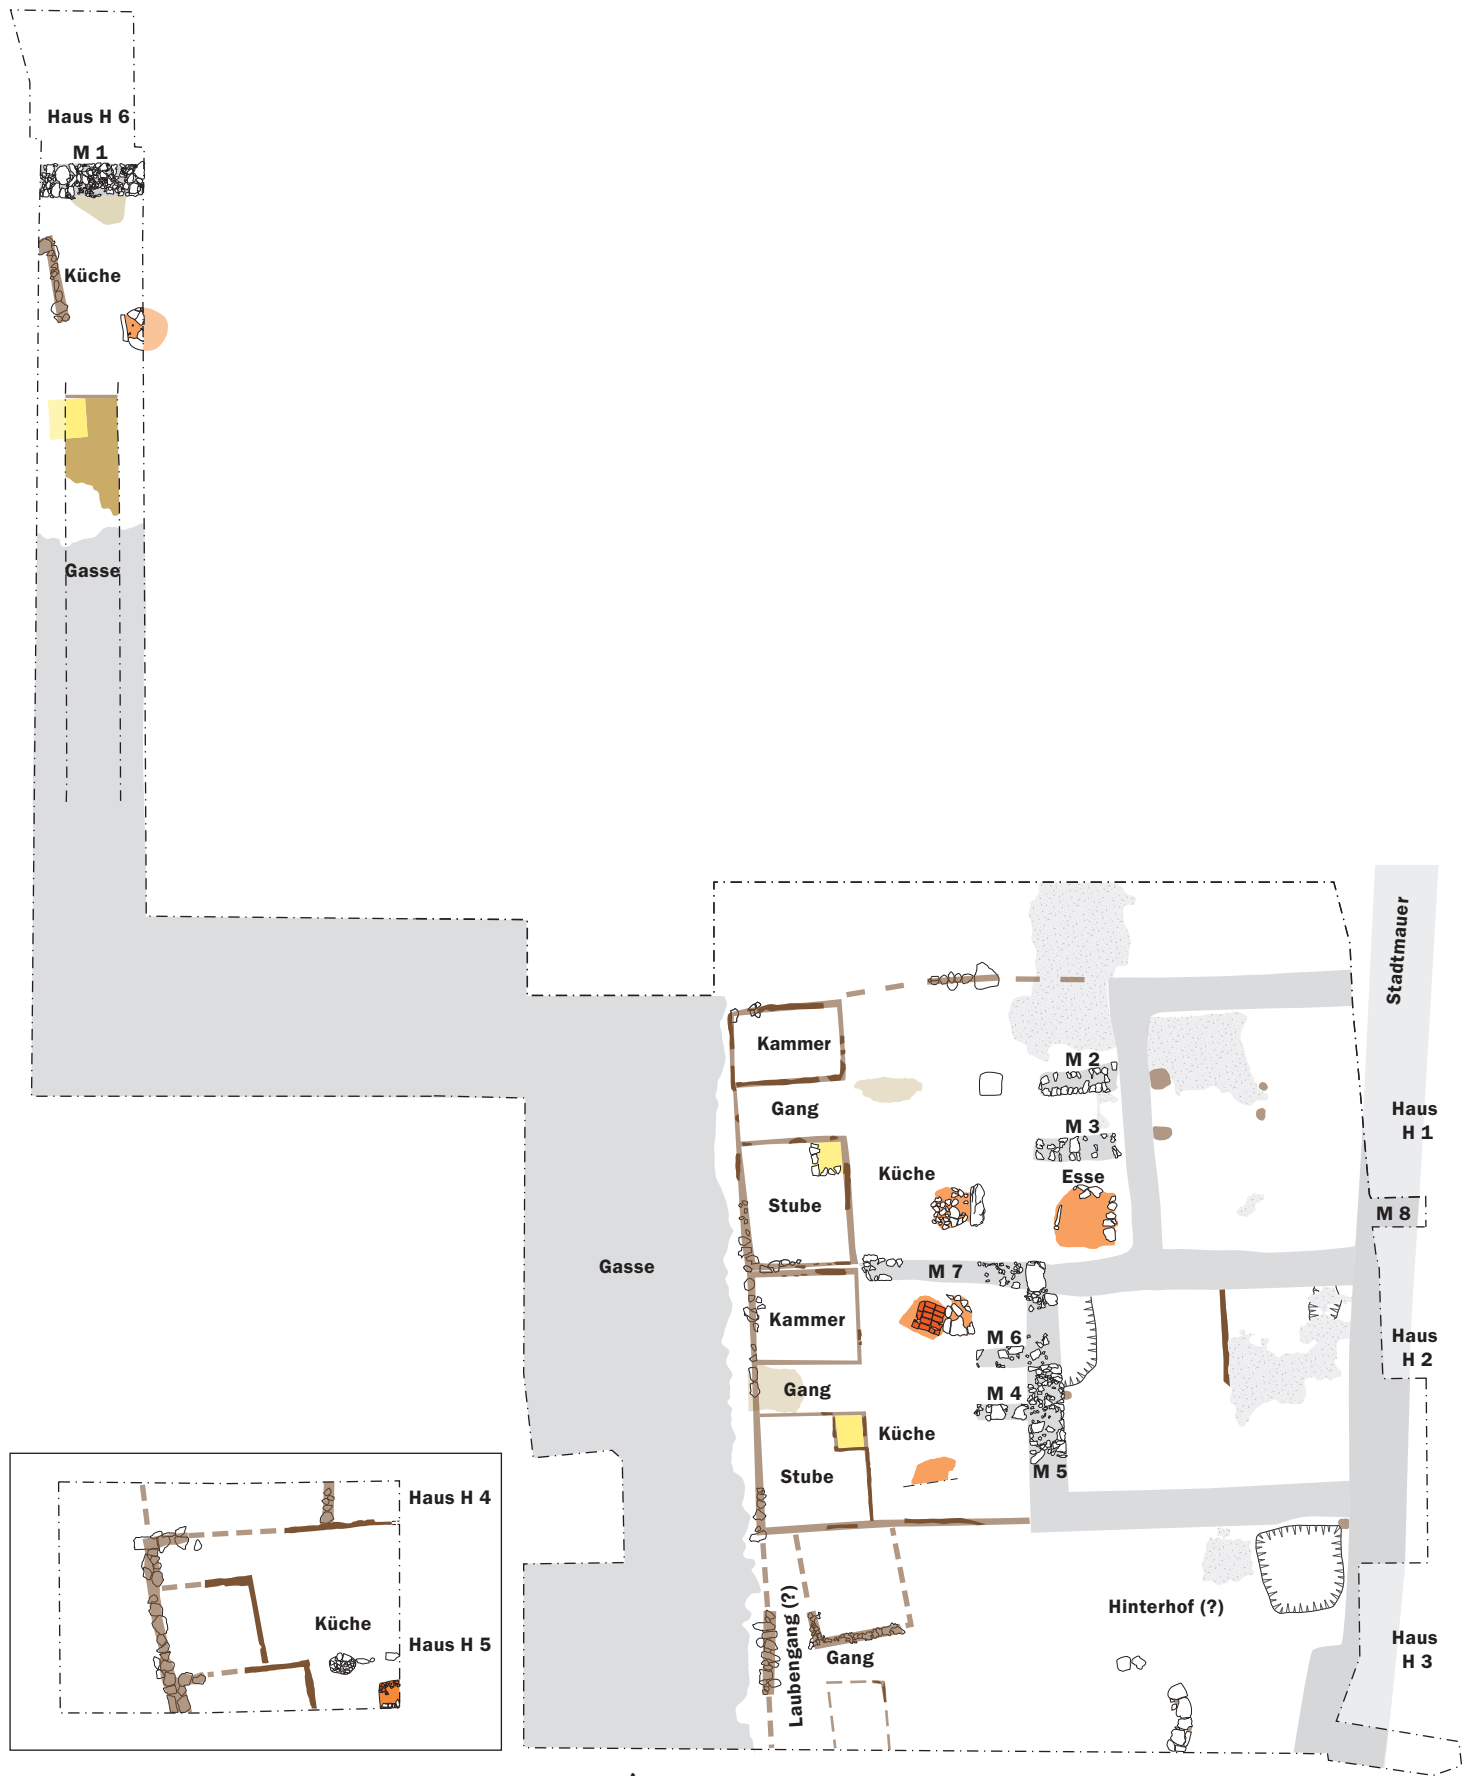 Haus H 6
M 1
Küche
Gasse
Stadtmauer
Kammer
M 2
Gang
M 3
Haus
H 1
Küche
Esse
Stube
M 8
Gasse
M 7
Kammer
M 6
Haus
H 2
Gang
M 4
Küche
Stube
M 5
Haus H 4
Küche
Haus H 5
Laubengang (?)
Hinterhof (?)
Gang
Haus
H 3